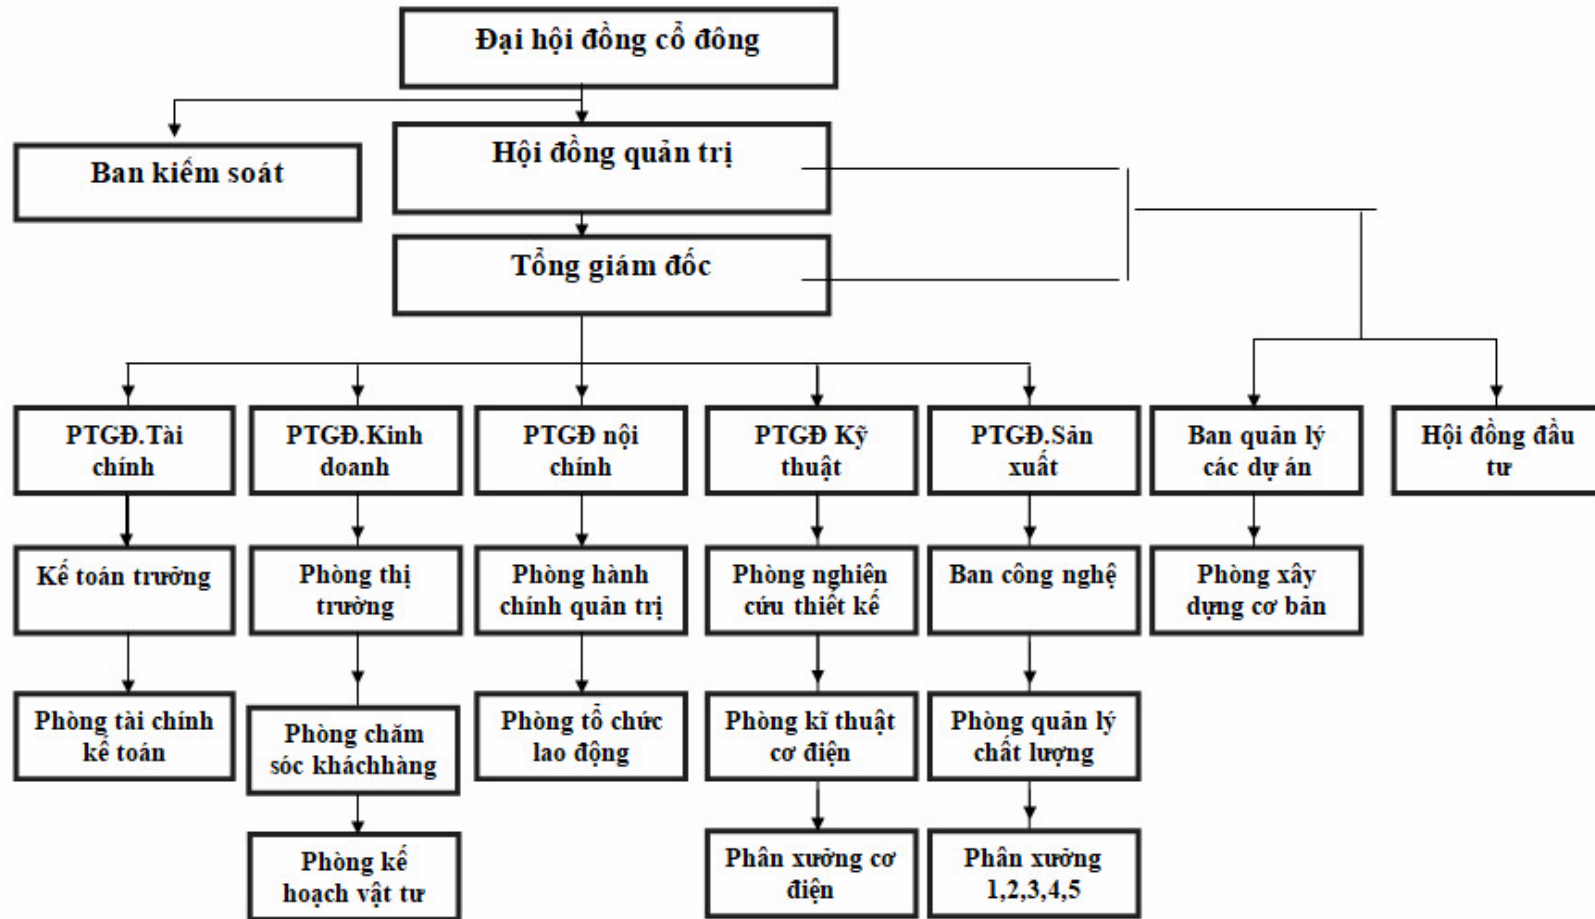 Đại hội đồng cổ đông
Hội đồng quản trị
Ban kiểm soát
Tổng giám đốc
PTGĐ.Tài
chính
PTGĐ.Kinh
doanh
PTGĐ nội
chính
PTGĐ Kỹ
thuật
PTGĐ.Sản
xuất
Ban quản lý
các dự án
Hội đồng đầu
tư
Kế toán trưởng
Phòng thị
trường
Phòng hành
chính quản trị
Phòng nghiên
cứu thiết kế
Ban công nghệ
Phòng xây
dựng cơ bản
Phòng tài chính
kế toán
Phòng chăm
sóc kháchhàng
Phòng tổ chức
lao động
Phòng kĩ thuật
cơ điện
Phòng quản lý
chất lượng
Phòng kế
hoạch vật tư
Phân xưởng cơ
điện
Phân xưởng
1,2,3,4,5